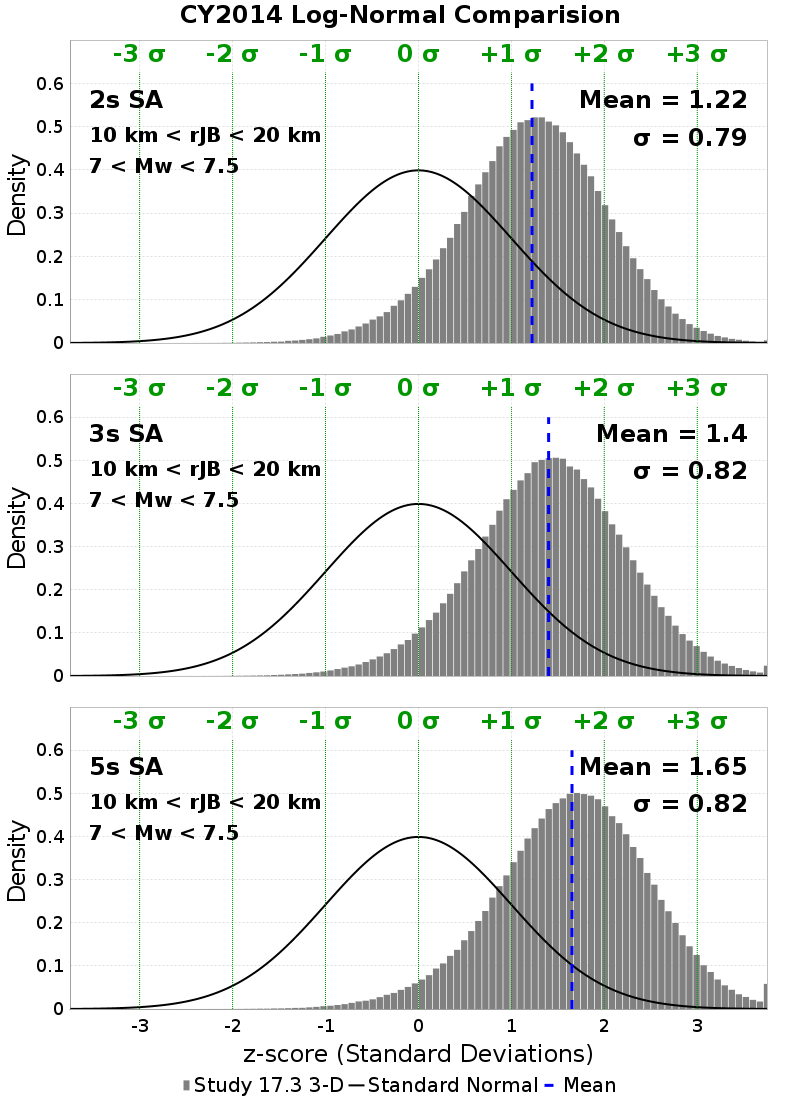 CY2014 Log-Normal Comparision
-3 σ -2 σ -1 σ 0 σ +1 σ +2 σ +3 σ
0.6
2s SA Mean = 1.22
0.5
10 km < rJB < 20 km σ = 0.79
7 < Mw < 7.5
0.4
0.3
0.2
0.1
0
Density
-3 σ -2 σ -1 σ 0 σ +1 σ +2 σ +3 σ
0.6
3s SA Mean = 1.4
0.5
10 km < rJB < 20 km σ = 0.82
7 < Mw < 7.5
0.4
0.3
0.2
0.1
0
Density
-3 σ -2 σ -1 σ 0 σ +1 σ +2 σ +3 σ
0.6
5s SA Mean = 1.65
0.5
10 km < rJB < 20 km σ = 0.82
7 < Mw < 7.5
0.4
0.3
0.2
0.1
0
Density
-3 -2 -1 0 1 2 3
z-score (Standard Deviations)
Study 17.3 3-D Standard Normal Mean